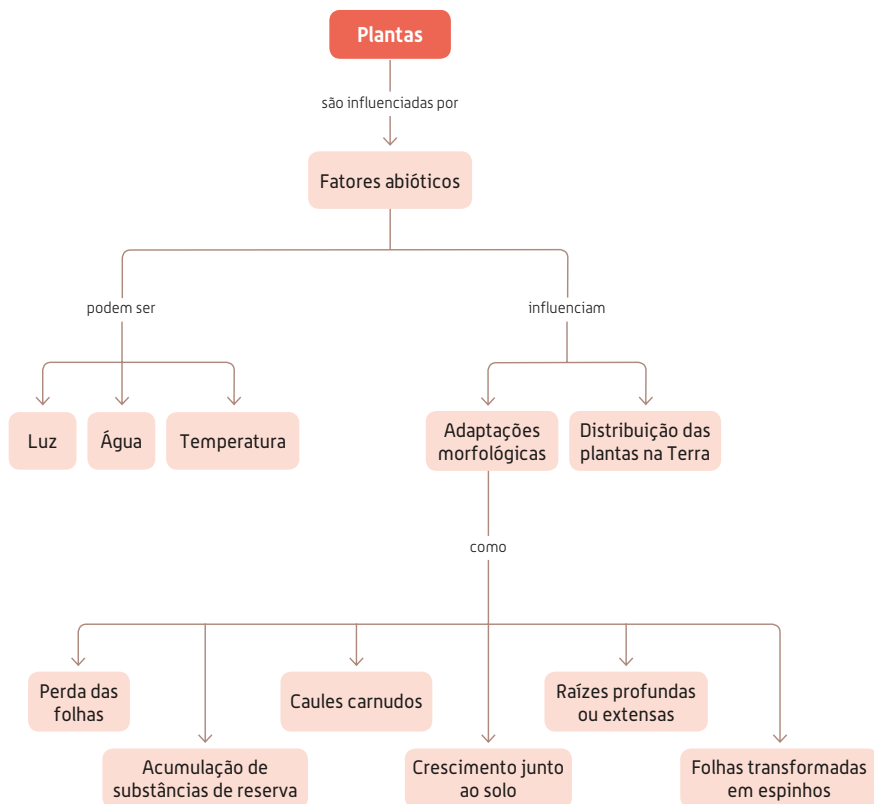 Plantas
são influenciadas por
Fatores abióticos
podem ser
influenciam
Luz
Água
Temperatura
Adaptações
morfológicas
Distribuição das
plantas na Terra
como
Perda das
folhas
Caules carnudos
Raízes profundas
ou extensas
Acumulação de
substâncias de reserva
Crescimento junto
ao solo
Folhas transformadas
em espinhos